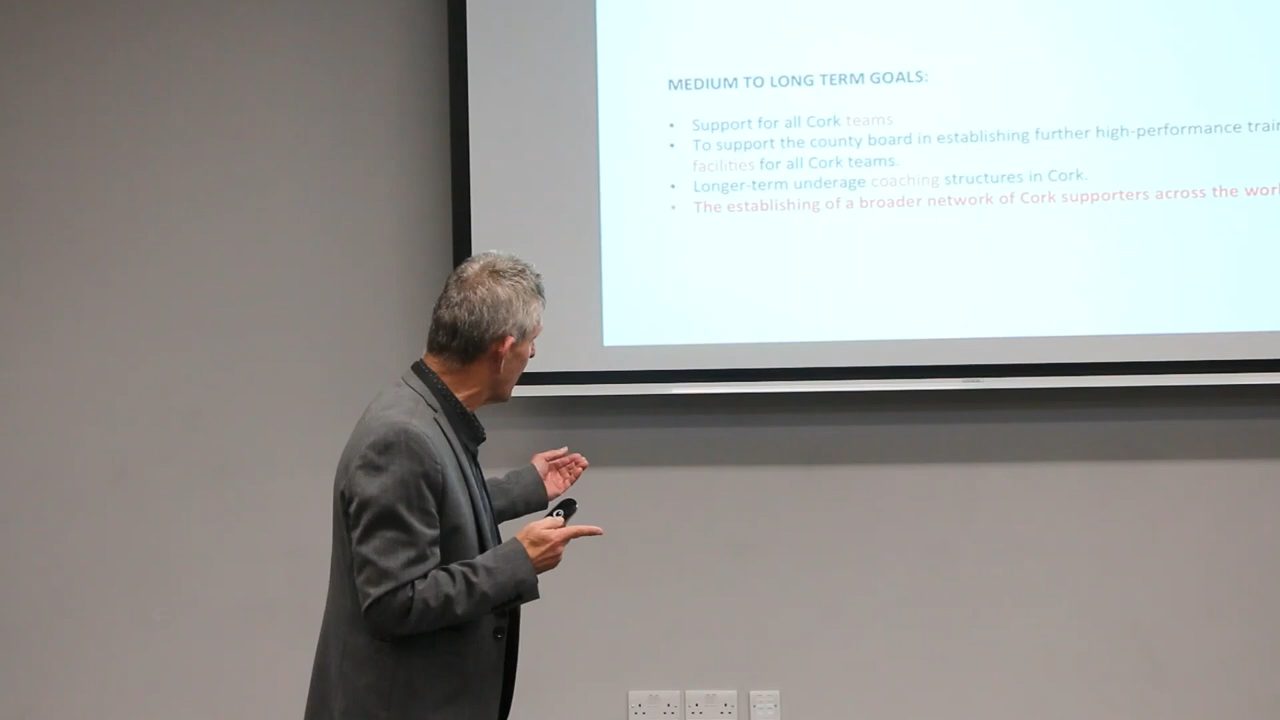 MEDIUM TO LONG TERM GOALS:
• Support for all Cork teams
• To support the county board in establishing further high-performance
facilities for all Cork teams.
• Longer-term underage coaching structures in Cork.
• The establishing of a broader network of Cork supporters across the